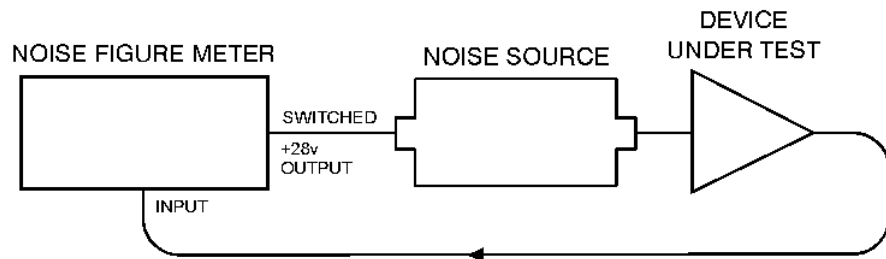 NOISE FIGURE METER
NOISE SOURCE
DEVICE
UNDER TEST
SWITCHED
+28v
OUTPUT
INPUT